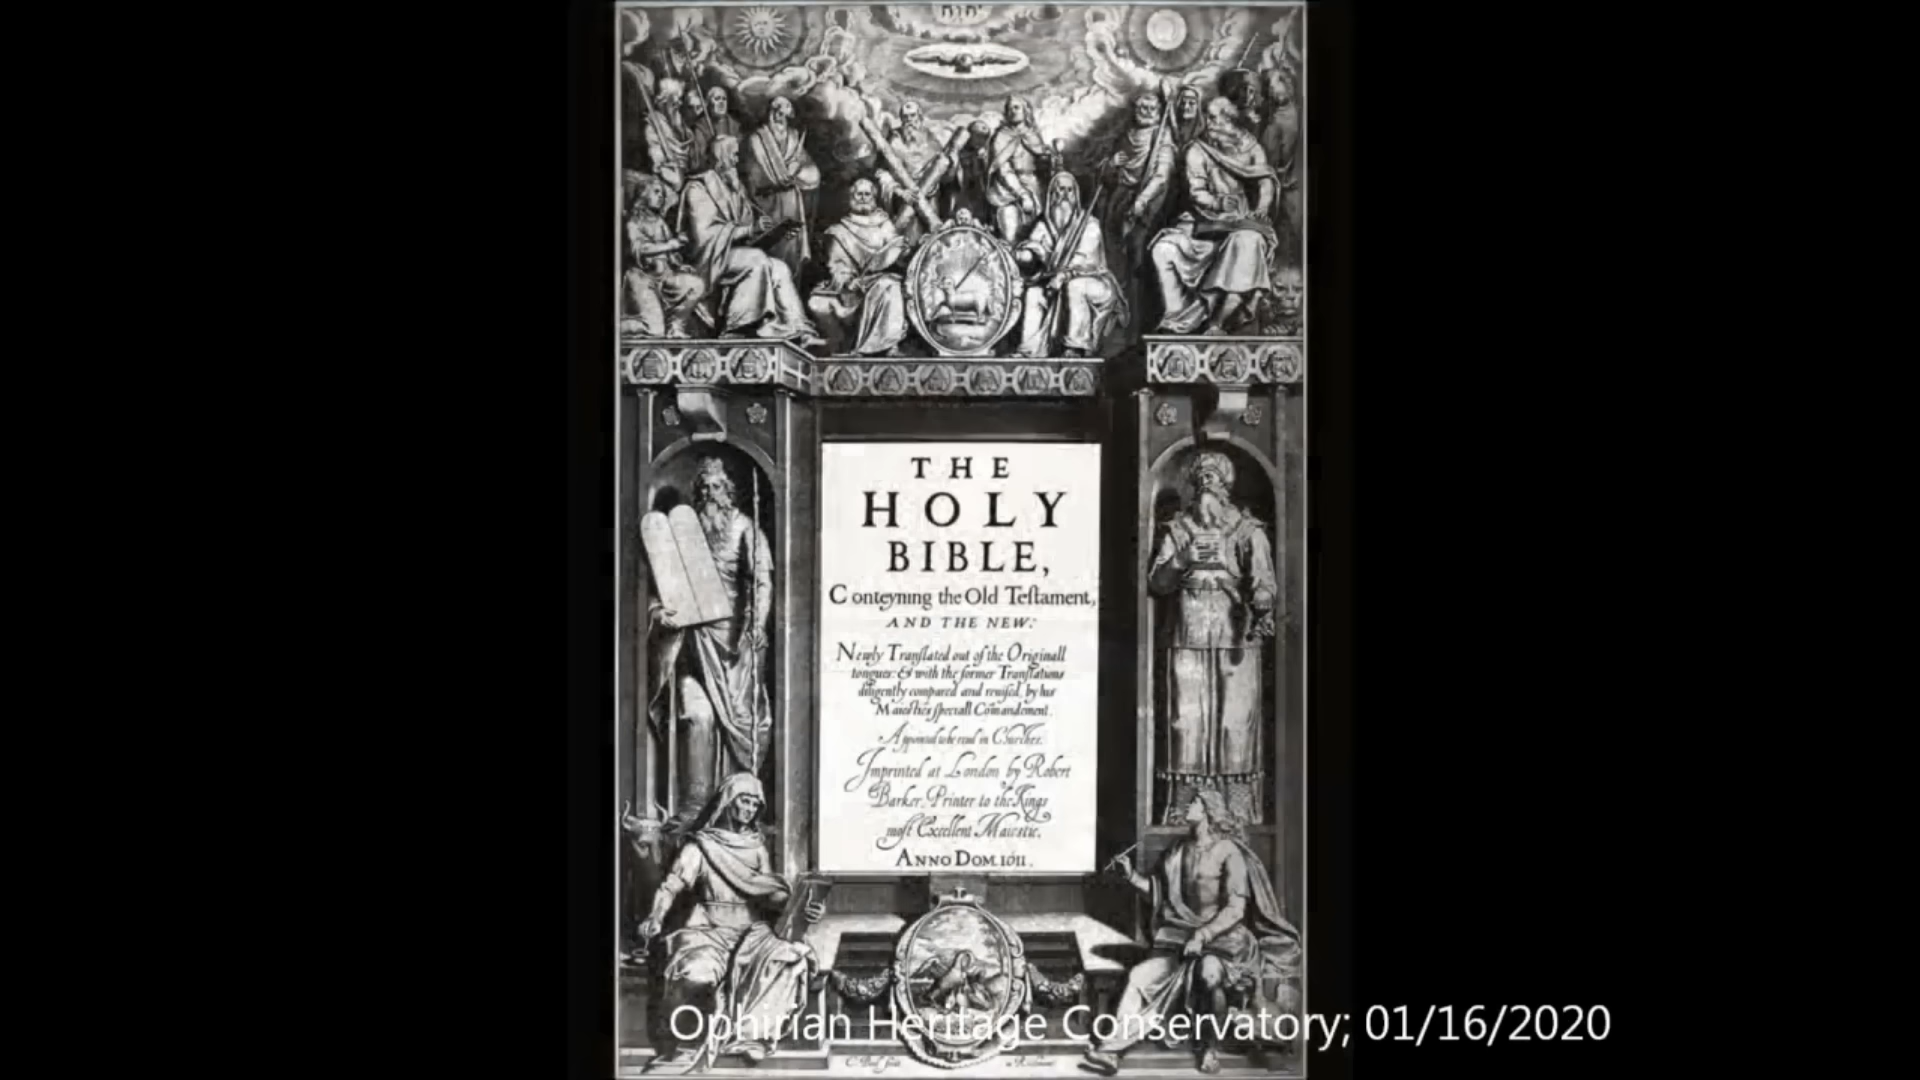 יהוה
THE
HOLY
BIBLE,
Conteyning the Old Teſtament,
AND THE NEW:
Newly Tranſlated out of the Originall
tongues: & with the former Tranſlations
diligently compared and reuiſed, by his
Maieſties ſpeciall Comandement.
Appointed to be read in Churches.
Imprinted at London by Robert
Barker, Printer to the Kings
moſt Excellent Maieſtie.
ANNO DOM. 1611.
Ophirian Heritage Conservatory; 01/16/2020